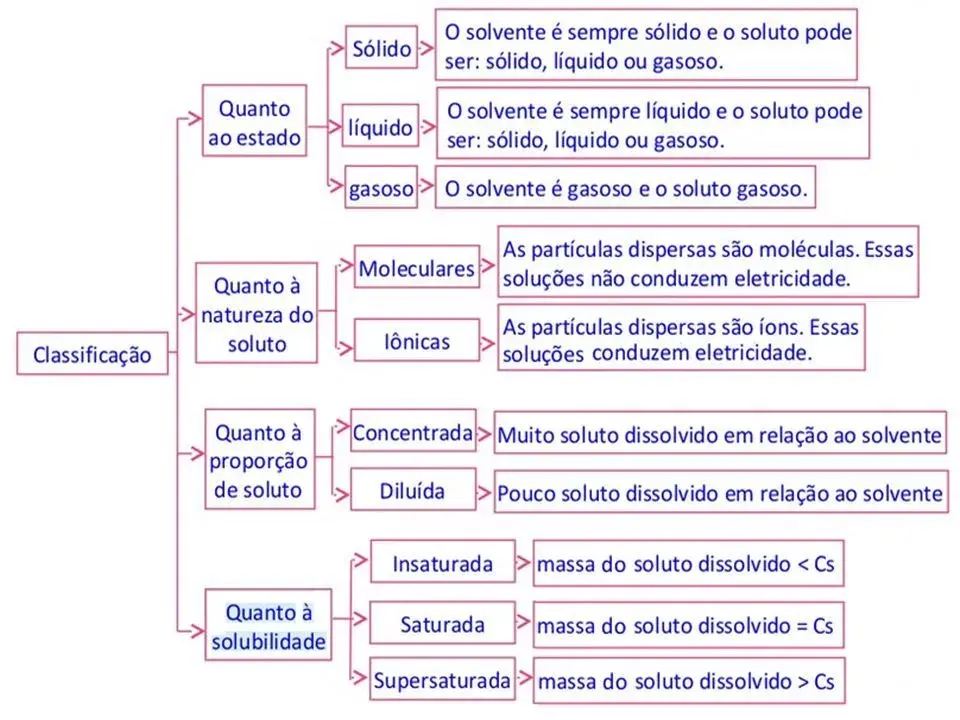 Classificação
Quanto
ao estado
Sólido
O solvente é sempre sólido e o soluto pode
ser: sólido, líquido ou gasoso.
líquido
O solvente é sempre líquido e o soluto pode
ser: sólido, líquido ou gasoso.
gasoso
O solvente é gasoso e o soluto gasoso.
Quanto à
natureza do
soluto
Moleculares
As partículas dispersas são moléculas. Essas
soluções não conduzem eletricidade.
Iônicas
As partículas dispersas são íons. Essas
soluções conduzem eletricidade.
Quanto à
proporção
de soluto
Concentrada
Muito soluto dissolvido em relação ao solvente
Diluída
Pouco soluto dissolvido em relação ao solvente
Quanto à
solubilidade
Insaturada
massa do soluto dissolvido < Cs
Saturada
massa do soluto dissolvido = Cs
Supersaturada
massa do soluto dissolvido > Cs